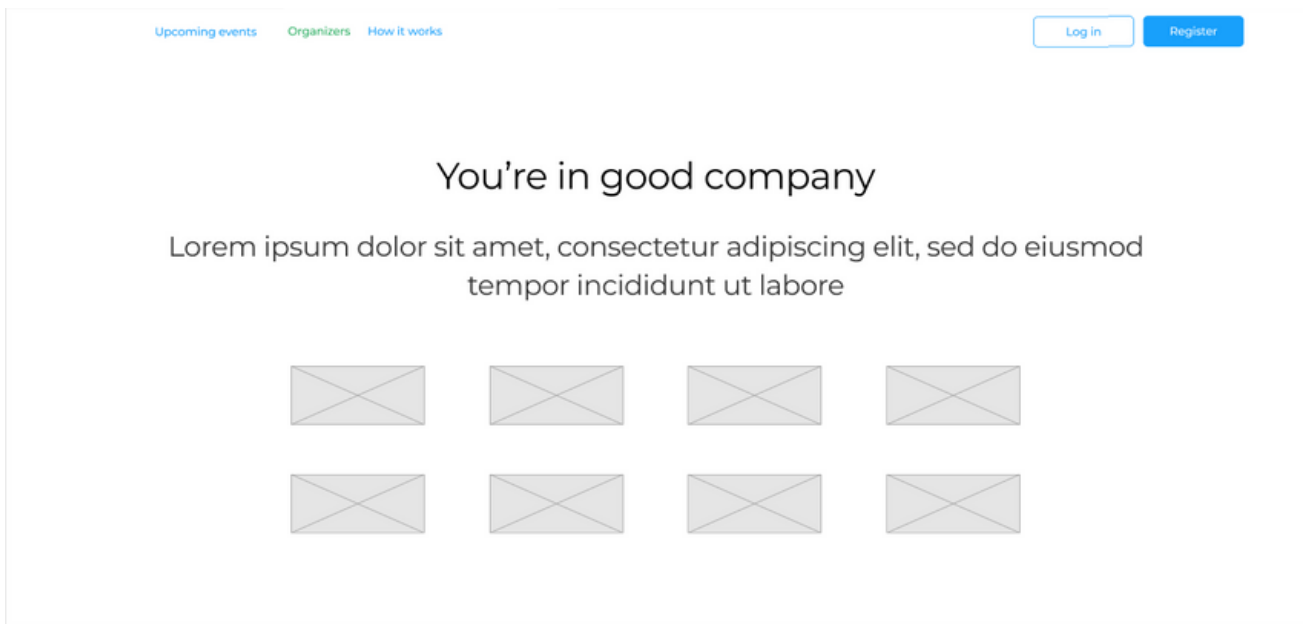 Upcoming events Organizers How it works Log in Register
You’re in good company
Lorem ipsum dolor sit amet, consectetur adipiscing elit, sed do eiusmod
tempor incididunt ut labore